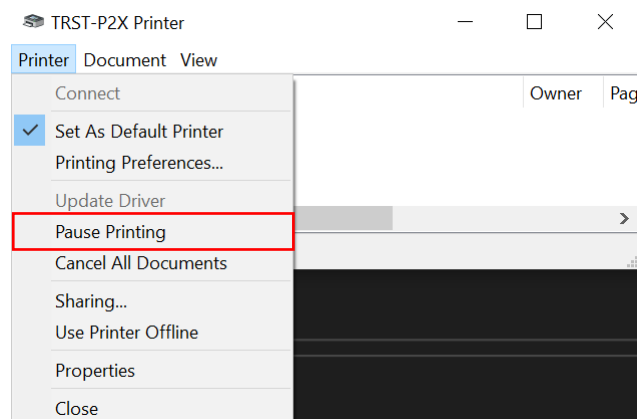 TRST-P2X Printer
Printer Document View
Connect
Owner Pag
Set As Default Printer
Printing Preferences...
Update Driver
Pause Printing
Cancel All Documents
Sharing...
Use Printer Offline
Properties
Close